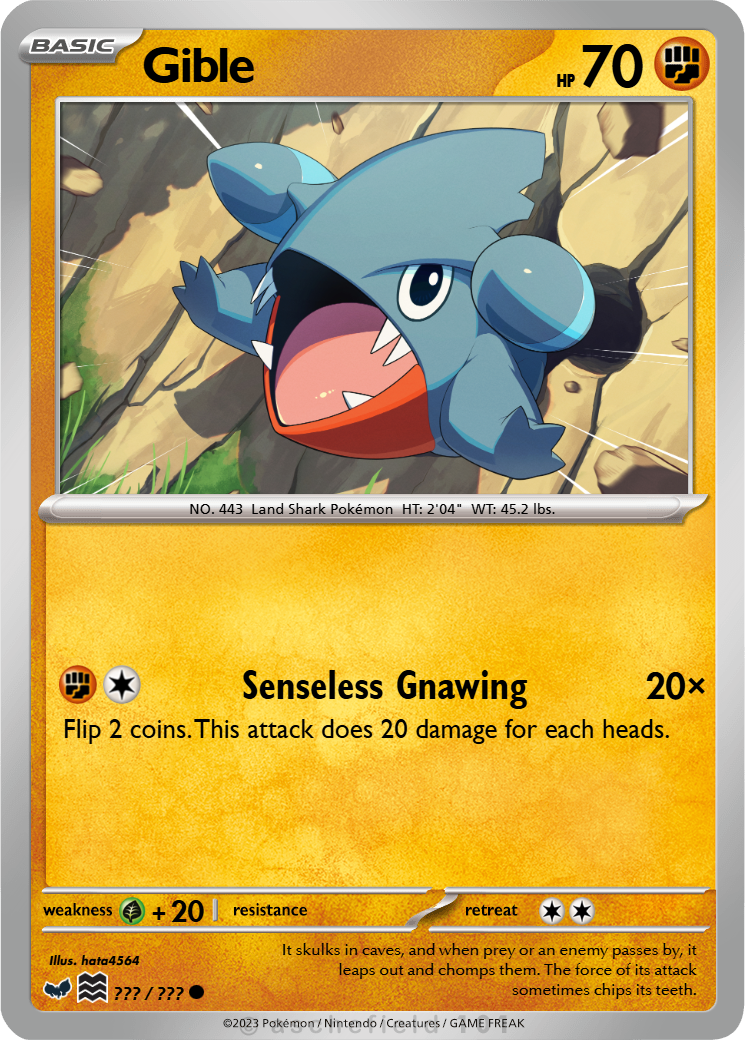 BASIC
Gible
HP 70
NO. 443 Land Shark Pokémon HT: 2'04" WT: 45.2 lbs.
Senseless Gnawing 20×
Flip 2 coins. This attack does 20 damage for each heads.
weakness + 20 resistance retreat
Illus. hata4564
It skulks in caves, and when prey or an enemy passes by, it
leaps out and chomps them. The force of its attack
sometimes chips its teeth.
??? / ???
©2023 Pokémon / Nintendo / Creatures / GAME FREAK